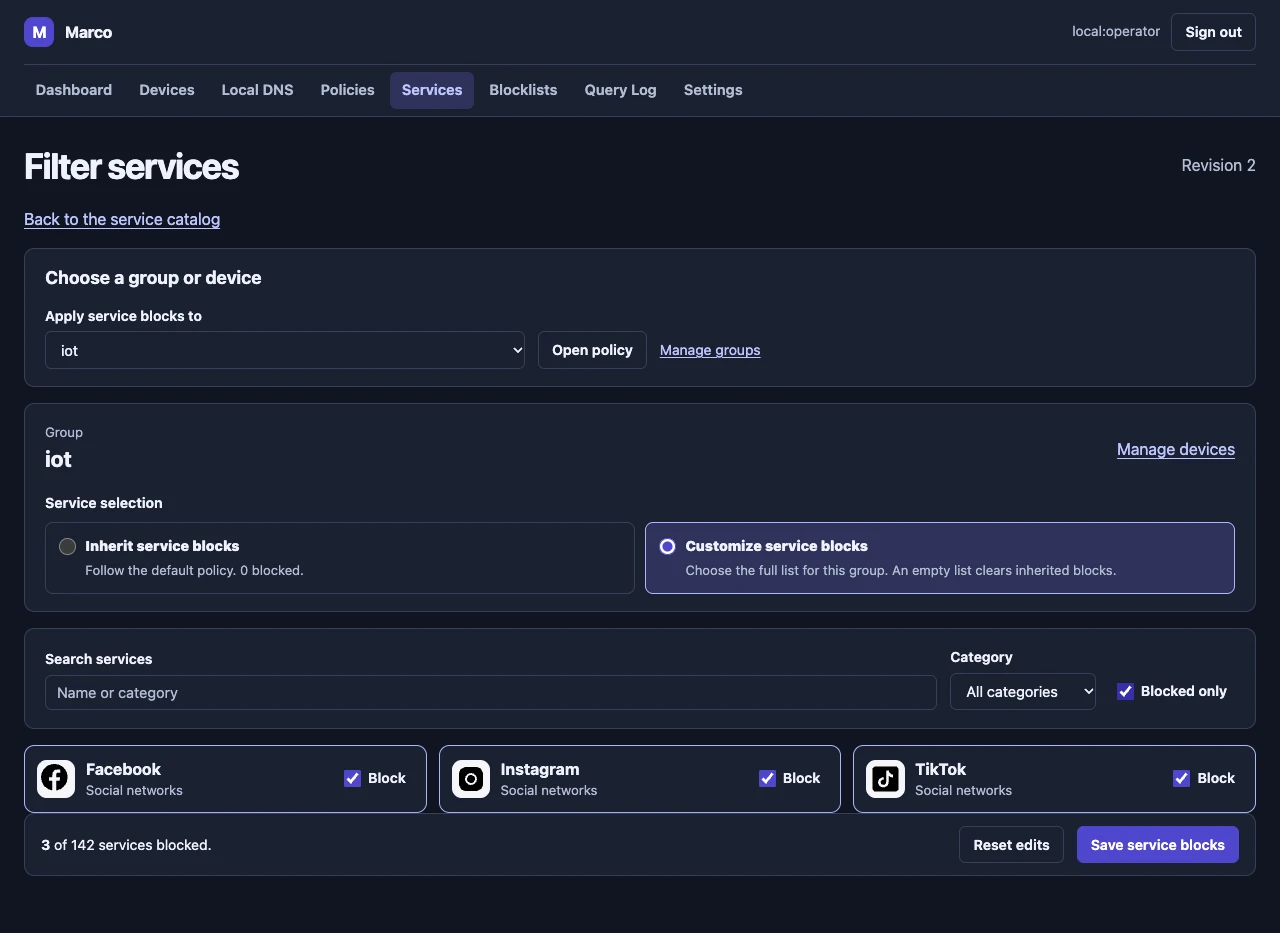 M Marco
local:operator
Sign out
Dashboard Devices Local DNS Policies Services Blocklists Query Log Settings
Filter services
Revision 2
Back to the service catalog
Choose a group or device
Apply service blocks to
iot
Open policy
Manage groups
Group
iot
Manage devices
Service selection
Inherit service blocks
Follow the default policy. 0 blocked.
Customize service blocks
Choose the full list for this group. An empty list clears inherited blocks.
Search services
Name or category
Category
All categories
Blocked only
Facebook
Social networks
Block
Instagram
Social networks
Block
TikTok
Social networks
Block
3 of 142 services blocked.
Reset edits
Save service blocks